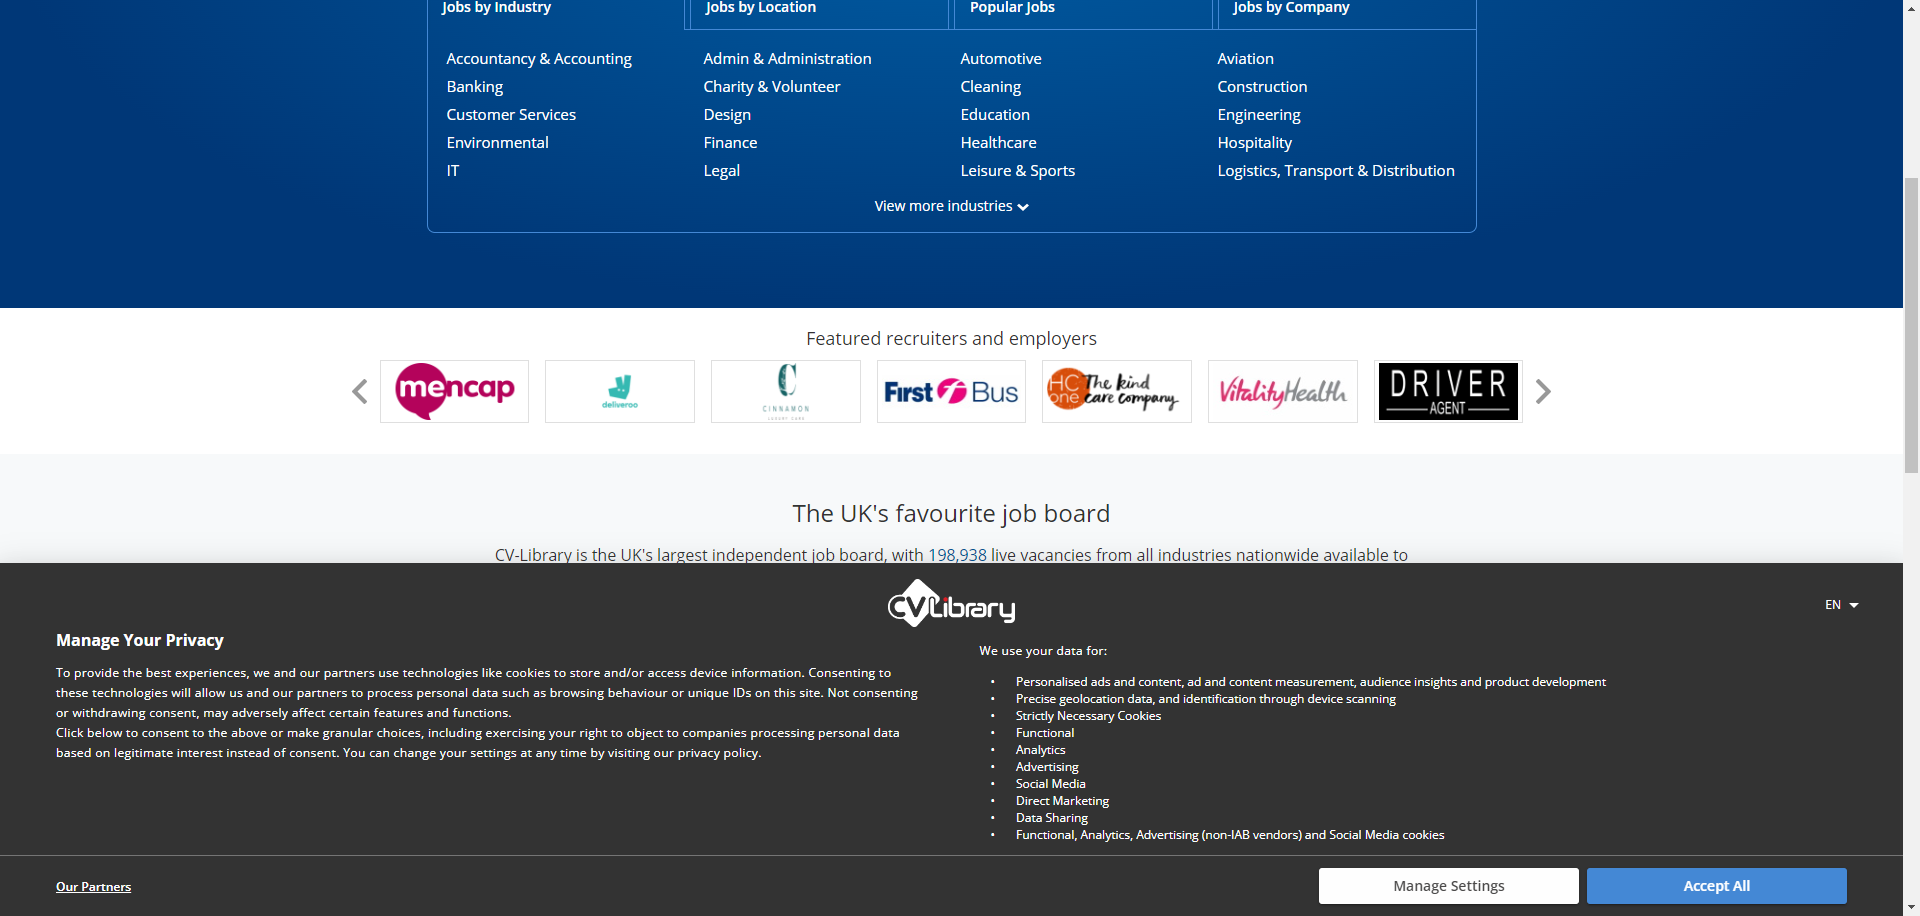 Jobs by Industry
Jobs by Location
Popular Jobs
Jobs by Company
Accountancy & Accounting
Admin & Administration
Automotive
Aviation
Banking
Charity & Volunteer
Cleaning
Construction
Customer Services
Design
Education
Engineering
Environmental
Finance
Healthcare
Hospitality
IT
Legal
Leisure & Sports
Logistics, Transport & Distribution
View more industries
Featured recruiters and employers
mencap
deliveroo
CINNAMON
LUXURY CARE
First Bus
HC one The kind care company
VitalityHealth
DRIVER
AGENT
The UK's favourite job board
CV-Library is the UK's largest independent job board, with 198,938 live vacancies from all industries nationwide available to
CVLibrary
EN
Manage Your Privacy
To provide the best experiences, we and our partners use technologies like cookies to store and/or access device information. Consenting to
these technologies will allow us and our partners to process personal data such as browsing behaviour or unique IDs on this site. Not consenting
or withdrawing consent, may adversely affect certain features and functions.
Click below to consent to the above or make granular choices, including exercising your right to object to companies processing personal data
based on legitimate interest instead of consent. You can change your settings at any time by visiting our privacy policy.
We use your data for:
• Personalised ads and content, ad and content measurement, audience insights and product development
• Precise geolocation data, and identification through device scanning
• Strictly Necessary Cookies
• Functional
• Analytics
• Advertising
• Social Media
• Direct Marketing
• Data Sharing
• Functional, Analytics, Advertising (non-IAB vendors) and Social Media cookies
Our Partners
Manage Settings
Accept All